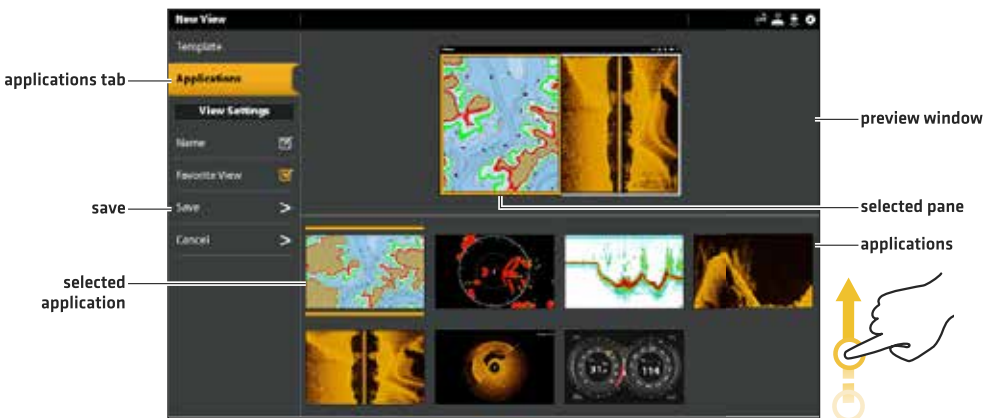 New View
Template
applications tab
Applications
View Settings
preview window
Name
Favorite View
save
Save
selected pane
Cancel
applications
selected
application
114